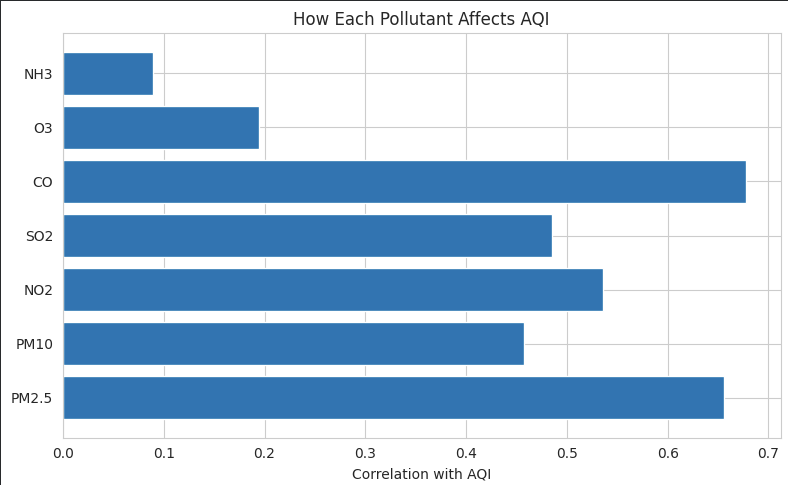 How Each Pollutant Affects AQI
NH3
O3
CO
SO2
NO2
PM10
PM2.5
0.0 0.1 0.2 0.3 0.4 0.5 0.6 0.7
Correlation with AQI